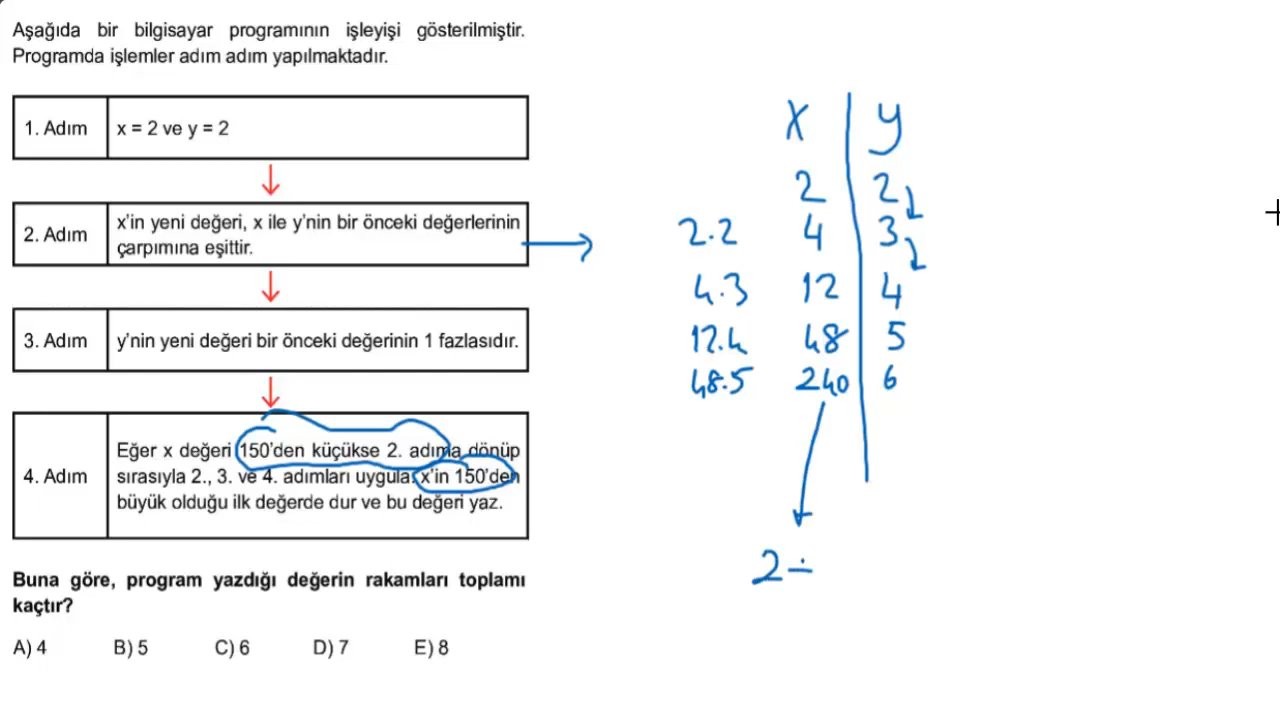 Aşağıda bir bilgisayar programının işleyişi gösterilmiştir.
Programda işlemler adım adım yapılmaktadır.
1. Adım x = 2 ve y = 2
2. Adım x'in yeni değeri, x ile y'nin bir önceki değerlerinin
çarpımına eşittir.
3. Adım y'nin yeni değeri bir önceki değerinin 1 fazlasıdır.
4. Adım Eğer x değeri 150'den küçükse 2. adıma dönüp
sırasıyla 2., 3. ve 4. adımları uygula. x'in 150'den
büyük olduğu ilk değerde dur ve bu değeri yaz.
Buna göre, program yazdığı değerin rakamları toplamı
kaçtır?
A) 4 B) 5 C) 6 D) 7 E) 8
x y
2 2
2.2 4 3
4.3 12 4
12.4 48 5
48.5 240 6
2